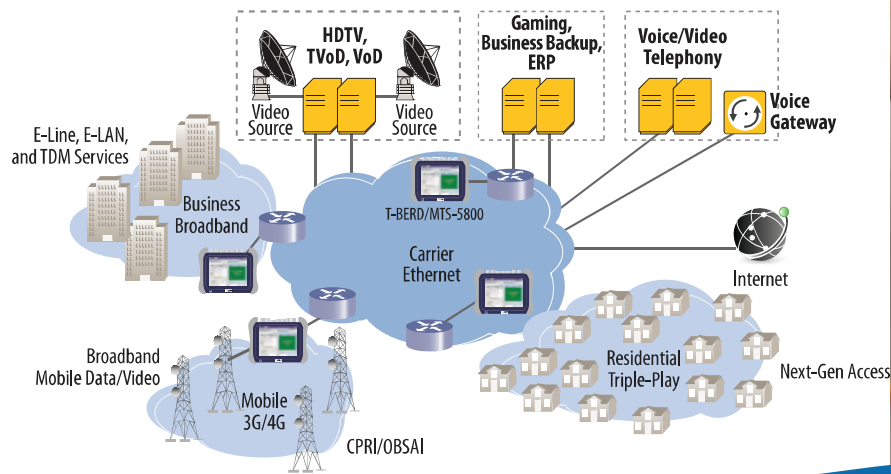 HDTV,
TVoD, VoD
Video
Source
Video
Source
Gaming,
Business Backup,
ERP
Voice/Video
Telephony
Voice
Gateway
E-Line, E-LAN,
and TDM Services
Business
Broadband
T-BERD/MTS-5800
Carrier
Ethernet
Internet
Broadband
Mobile Data/Video
Mobile
3G/4G
CPRI/OBSAI
Residential
Triple-Play
Next-Gen Access